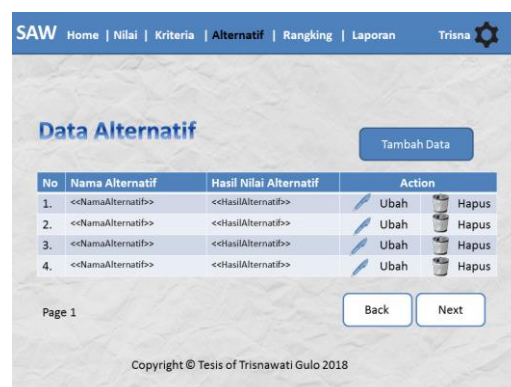 SAW Home | Nilai | Kriteria | Alternatif | Rangking | Laporan Trisna
Data Alternatif
Tambah Data
No Nama Alternatif Hasil Nilai Alternatif Action
1. <<NamaAlternatif>> <<HasilAlternatif>> Ubah Hapus
2. <<NamaAlternatif>> <<HasilAlternatif>> Ubah Hapus
3. <<NamaAlternatif>> <<HasilAlternatif>> Ubah Hapus
4. <<NamaAlternatif>> <<HasilAlternatif>> Ubah Hapus
Page 1 Back Next
Copyright © Tesis of Trisnawati Gulo 2018